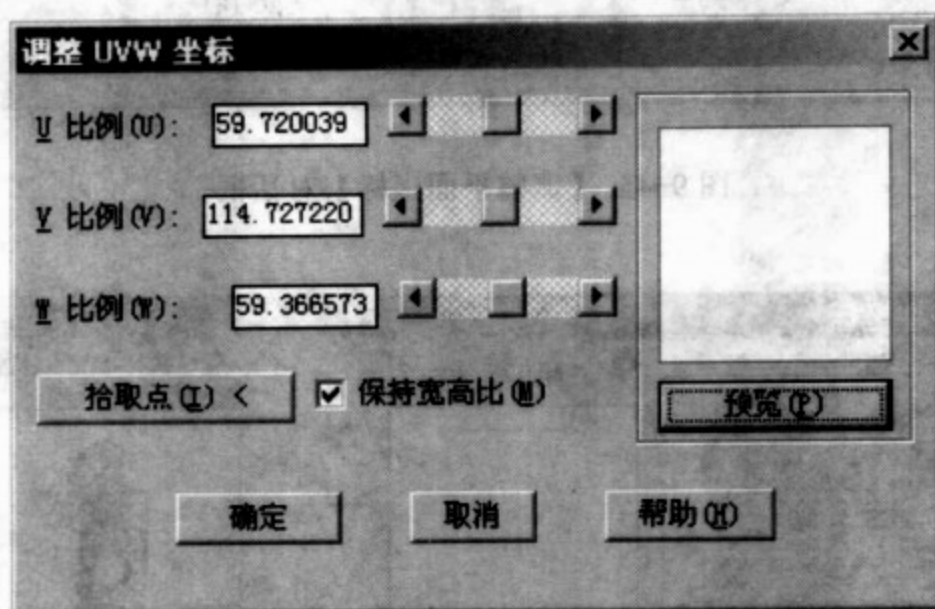 调整 UVW 坐标
U 比例(U): 59.720039
V 比例(V): 114.727220
W 比例(W): 59.366573
拾取点(I) <
保持宽高比(M)
预览(P)
确定 取消 帮助(H)